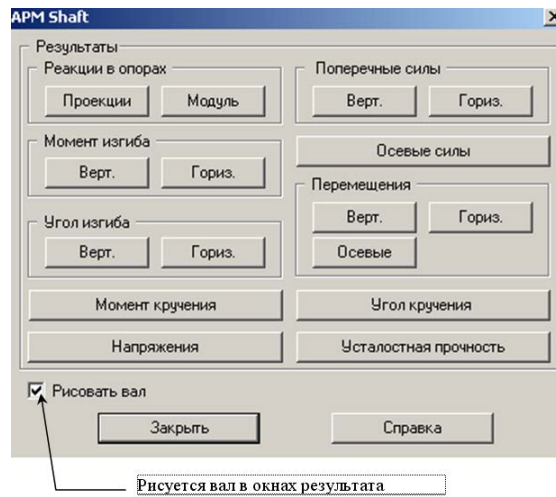 APM Shaft
Результаты
Реакции в опорах
Проекции Модуль
Поперечные силы
Верт. Гориз.
Момент изгиба
Верт. Гориз.
Осевые силы
Перемещения
Верт. Гориз.
Осевые
Угол изгиба
Верт. Гориз.
Момент кручения
Угол кручения
Напряжения
Усталостная прочность
Рисовать вал
Закрыть
Справка
Рисуется вал в окнах результата